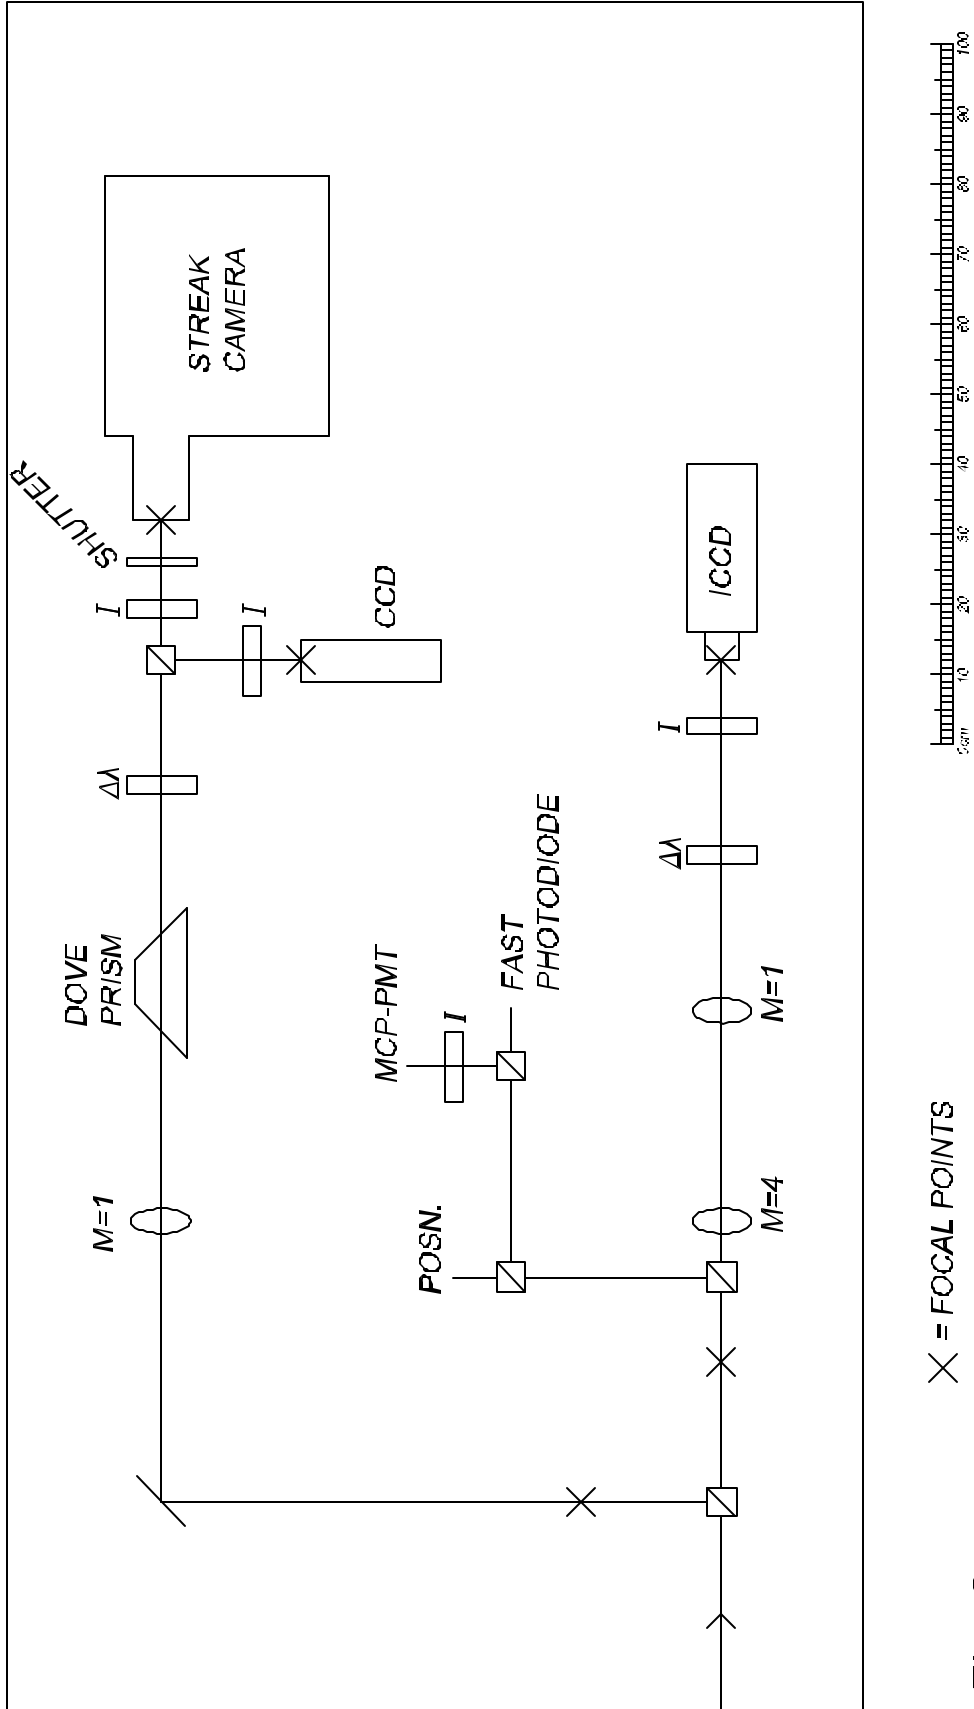 SHUTTER
STREAK
CAMERA
I
I
CCD
Δλ
DOVE
PRISM
M=1
MCP-PMT
I
FAST
PHOTODIODE
POSN.
ICCD
I
Δλ
M=1
M=4
= FOCAL POINTS
0cm 10 20 30 40 50 60 70 80 90 100